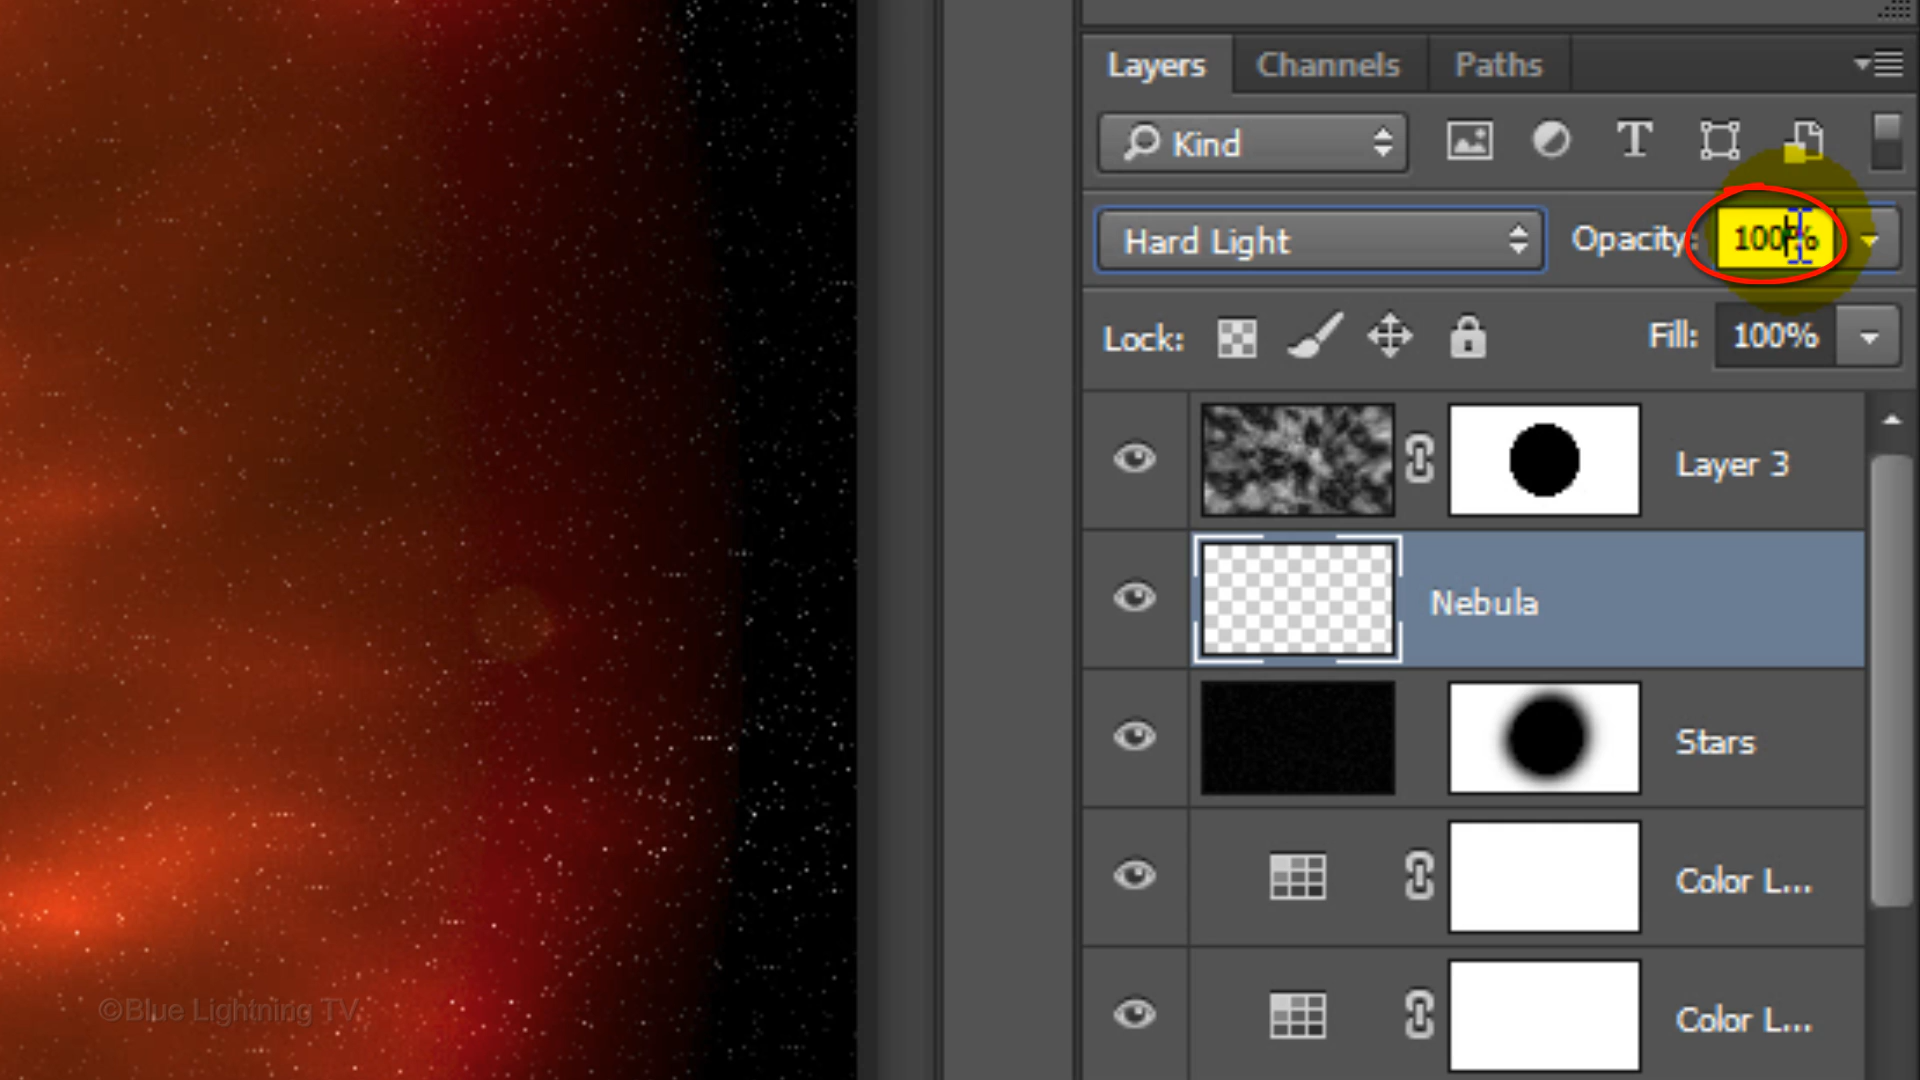 Layers Channels Paths
Kind
Hard Light Opacity: 100%
Lock: Fill: 100%
Layer 3
Nebula
Stars
Color L...
Color L...
©Blue Lightning TV